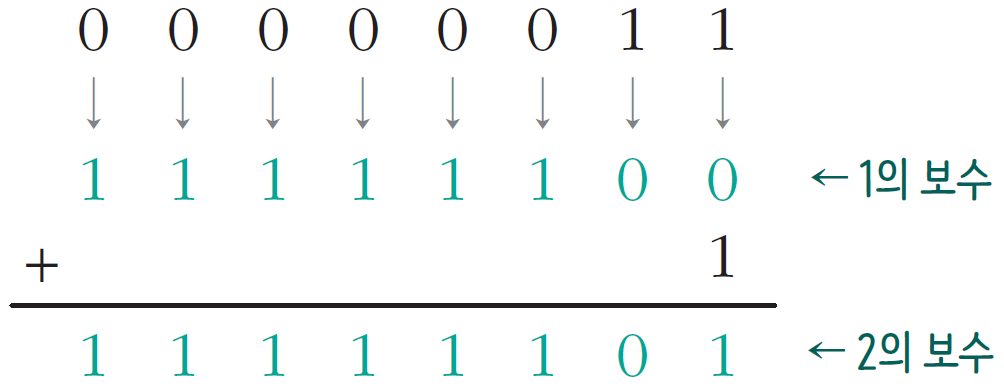 0 0 0 0 0 0 1 1
↓ ↓ ↓ ↓ ↓ ↓ ↓ ↓
1 1 1 1 1 1 0 0 ← 1의 보수
+ 1
1 1 1 1 1 1 0 1 ← 2의 보수